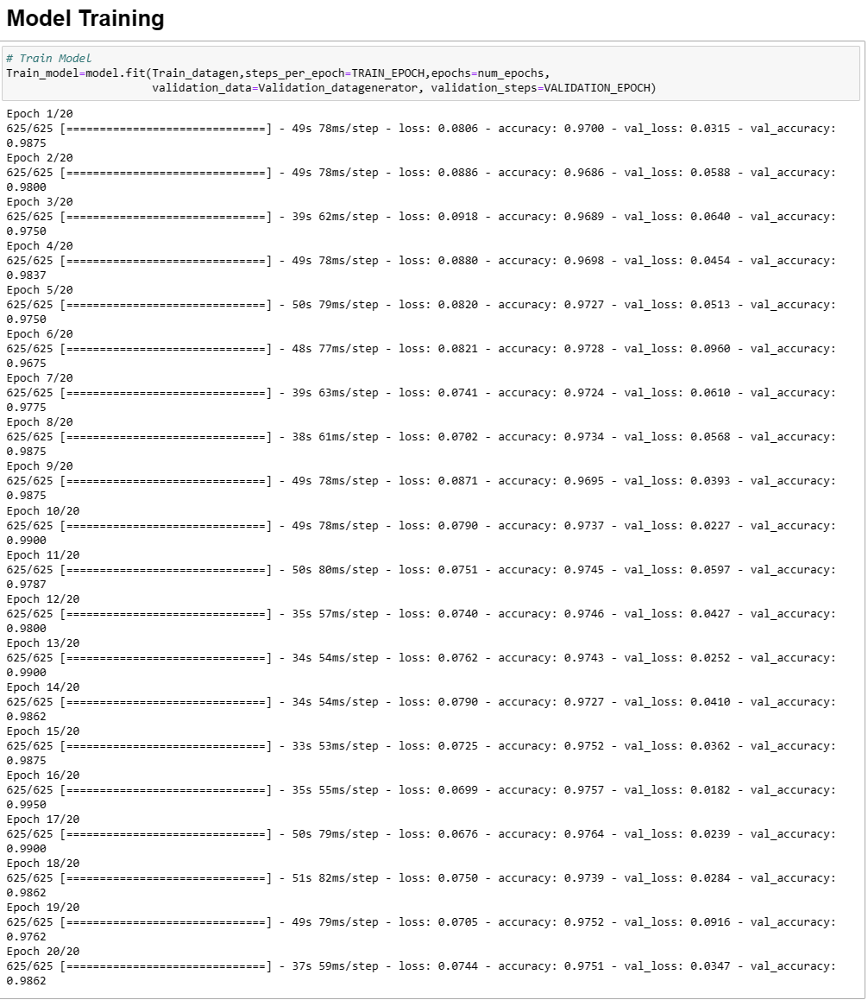 Model Training
# Train Model
Train_model=model.fit(Train_datagen,steps_per_epoch=TRAIN_EPOCH,epochs=num_epochs,
validation_data=Validation_datagenerator, validation_steps=VALIDATION_EPOCH)
Epoch 1/20
625/625 [==============================] - 49s 78ms/step - loss: 0.0806 - accuracy: 0.9700 - val_loss: 0.0315 - val_accuracy:
0.9875
Epoch 2/20
625/625 [==============================] - 49s 78ms/step - loss: 0.0886 - accuracy: 0.9686 - val_loss: 0.0588 - val_accuracy:
0.9800
Epoch 3/20
625/625 [==============================] - 39s 62ms/step - loss: 0.0918 - accuracy: 0.9689 - val_loss: 0.0640 - val_accuracy:
0.9750
Epoch 4/20
625/625 [==============================] - 49s 78ms/step - loss: 0.0880 - accuracy: 0.9698 - val_loss: 0.0454 - val_accuracy:
0.9837
Epoch 5/20
625/625 [==============================] - 50s 79ms/step - loss: 0.0820 - accuracy: 0.9727 - val_loss: 0.0513 - val_accuracy:
0.9750
Epoch 6/20
625/625 [==============================] - 48s 77ms/step - loss: 0.0821 - accuracy: 0.9728 - val_loss: 0.0960 - val_accuracy:
0.9675
Epoch 7/20
625/625 [==============================] - 39s 63ms/step - loss: 0.0741 - accuracy: 0.9724 - val_loss: 0.0610 - val_accuracy:
0.9775
Epoch 8/20
625/625 [==============================] - 38s 61ms/step - loss: 0.0702 - accuracy: 0.9734 - val_loss: 0.0568 - val_accuracy:
0.9875
Epoch 9/20
625/625 [==============================] - 49s 78ms/step - loss: 0.0871 - accuracy: 0.9695 - val_loss: 0.0393 - val_accuracy:
0.9875
Epoch 10/20
625/625 [==============================] - 49s 78ms/step - loss: 0.0790 - accuracy: 0.9737 - val_loss: 0.0227 - val_accuracy:
0.9900
Epoch 11/20
625/625 [==============================] - 50s 80ms/step - loss: 0.0751 - accuracy: 0.9745 - val_loss: 0.0597 - val_accuracy:
0.9787
Epoch 12/20
625/625 [==============================] - 35s 57ms/step - loss: 0.0740 - accuracy: 0.9746 - val_loss: 0.0427 - val_accuracy:
0.9800
Epoch 13/20
625/625 [==============================] - 34s 54ms/step - loss: 0.0762 - accuracy: 0.9743 - val_loss: 0.0252 - val_accuracy:
0.9900
Epoch 14/20
625/625 [==============================] - 34s 54ms/step - loss: 0.0790 - accuracy: 0.9727 - val_loss: 0.0410 - val_accuracy:
0.9862
Epoch 15/20
625/625 [==============================] - 33s 53ms/step - loss: 0.0725 - accuracy: 0.9752 - val_loss: 0.0362 - val_accuracy:
0.9875
Epoch 16/20
625/625 [==============================] - 35s 55ms/step - loss: 0.0699 - accuracy: 0.9757 - val_loss: 0.0182 - val_accuracy:
0.9950
Epoch 17/20
625/625 [==============================] - 50s 79ms/step - loss: 0.0676 - accuracy: 0.9764 - val_loss: 0.0239 - val_accuracy:
0.9900
Epoch 18/20
625/625 [==============================] - 51s 82ms/step - loss: 0.0750 - accuracy: 0.9739 - val_loss: 0.0284 - val_accuracy:
0.9862
Epoch 19/20
625/625 [==============================] - 49s 79ms/step - loss: 0.0705 - accuracy: 0.9752 - val_loss: 0.0916 - val_accuracy:
0.9762
Epoch 20/20
625/625 [==============================] - 37s 59ms/step - loss: 0.0744 - accuracy: 0.9751 - val_loss: 0.0347 - val_accuracy:
0.9862